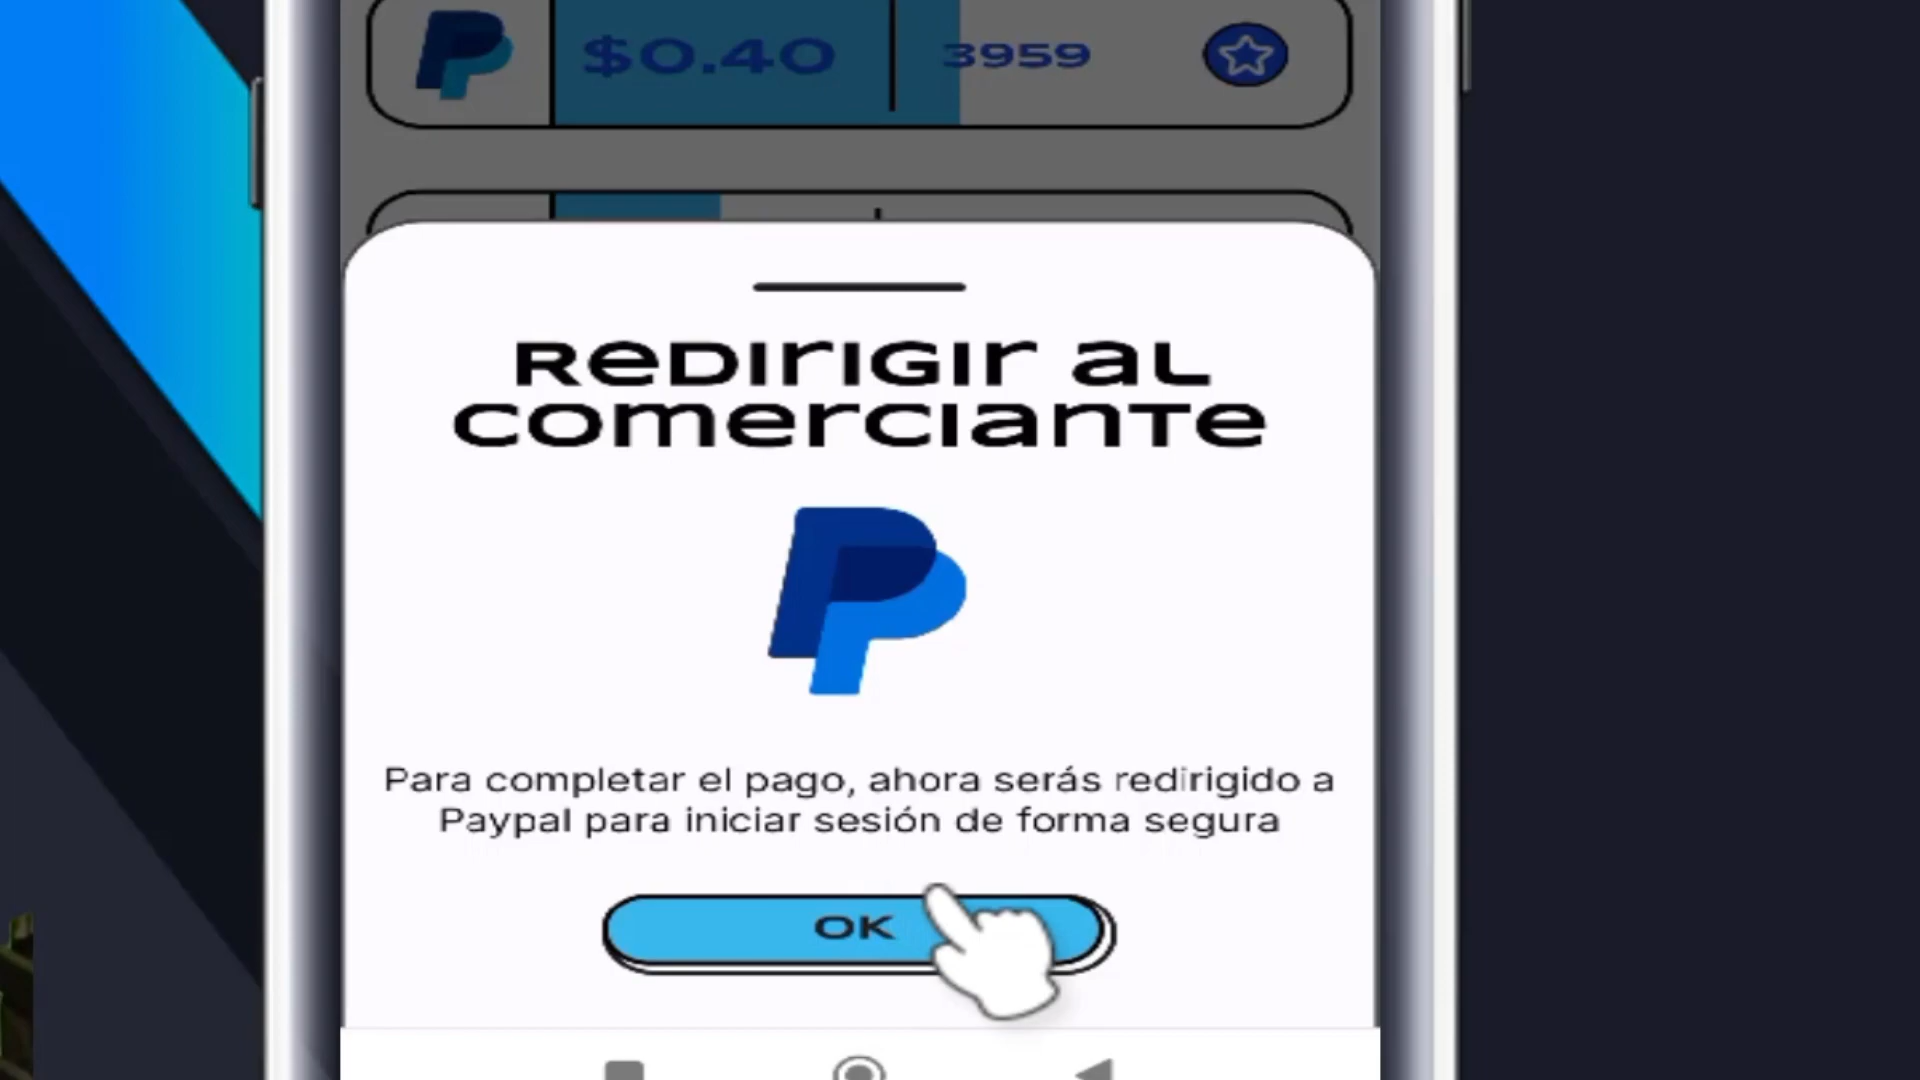 $0.40
3959
Redirigir al
comerciante
Para completar el pago, ahora serás redirigido a
Paypal para iniciar sesión de forma segura
OK